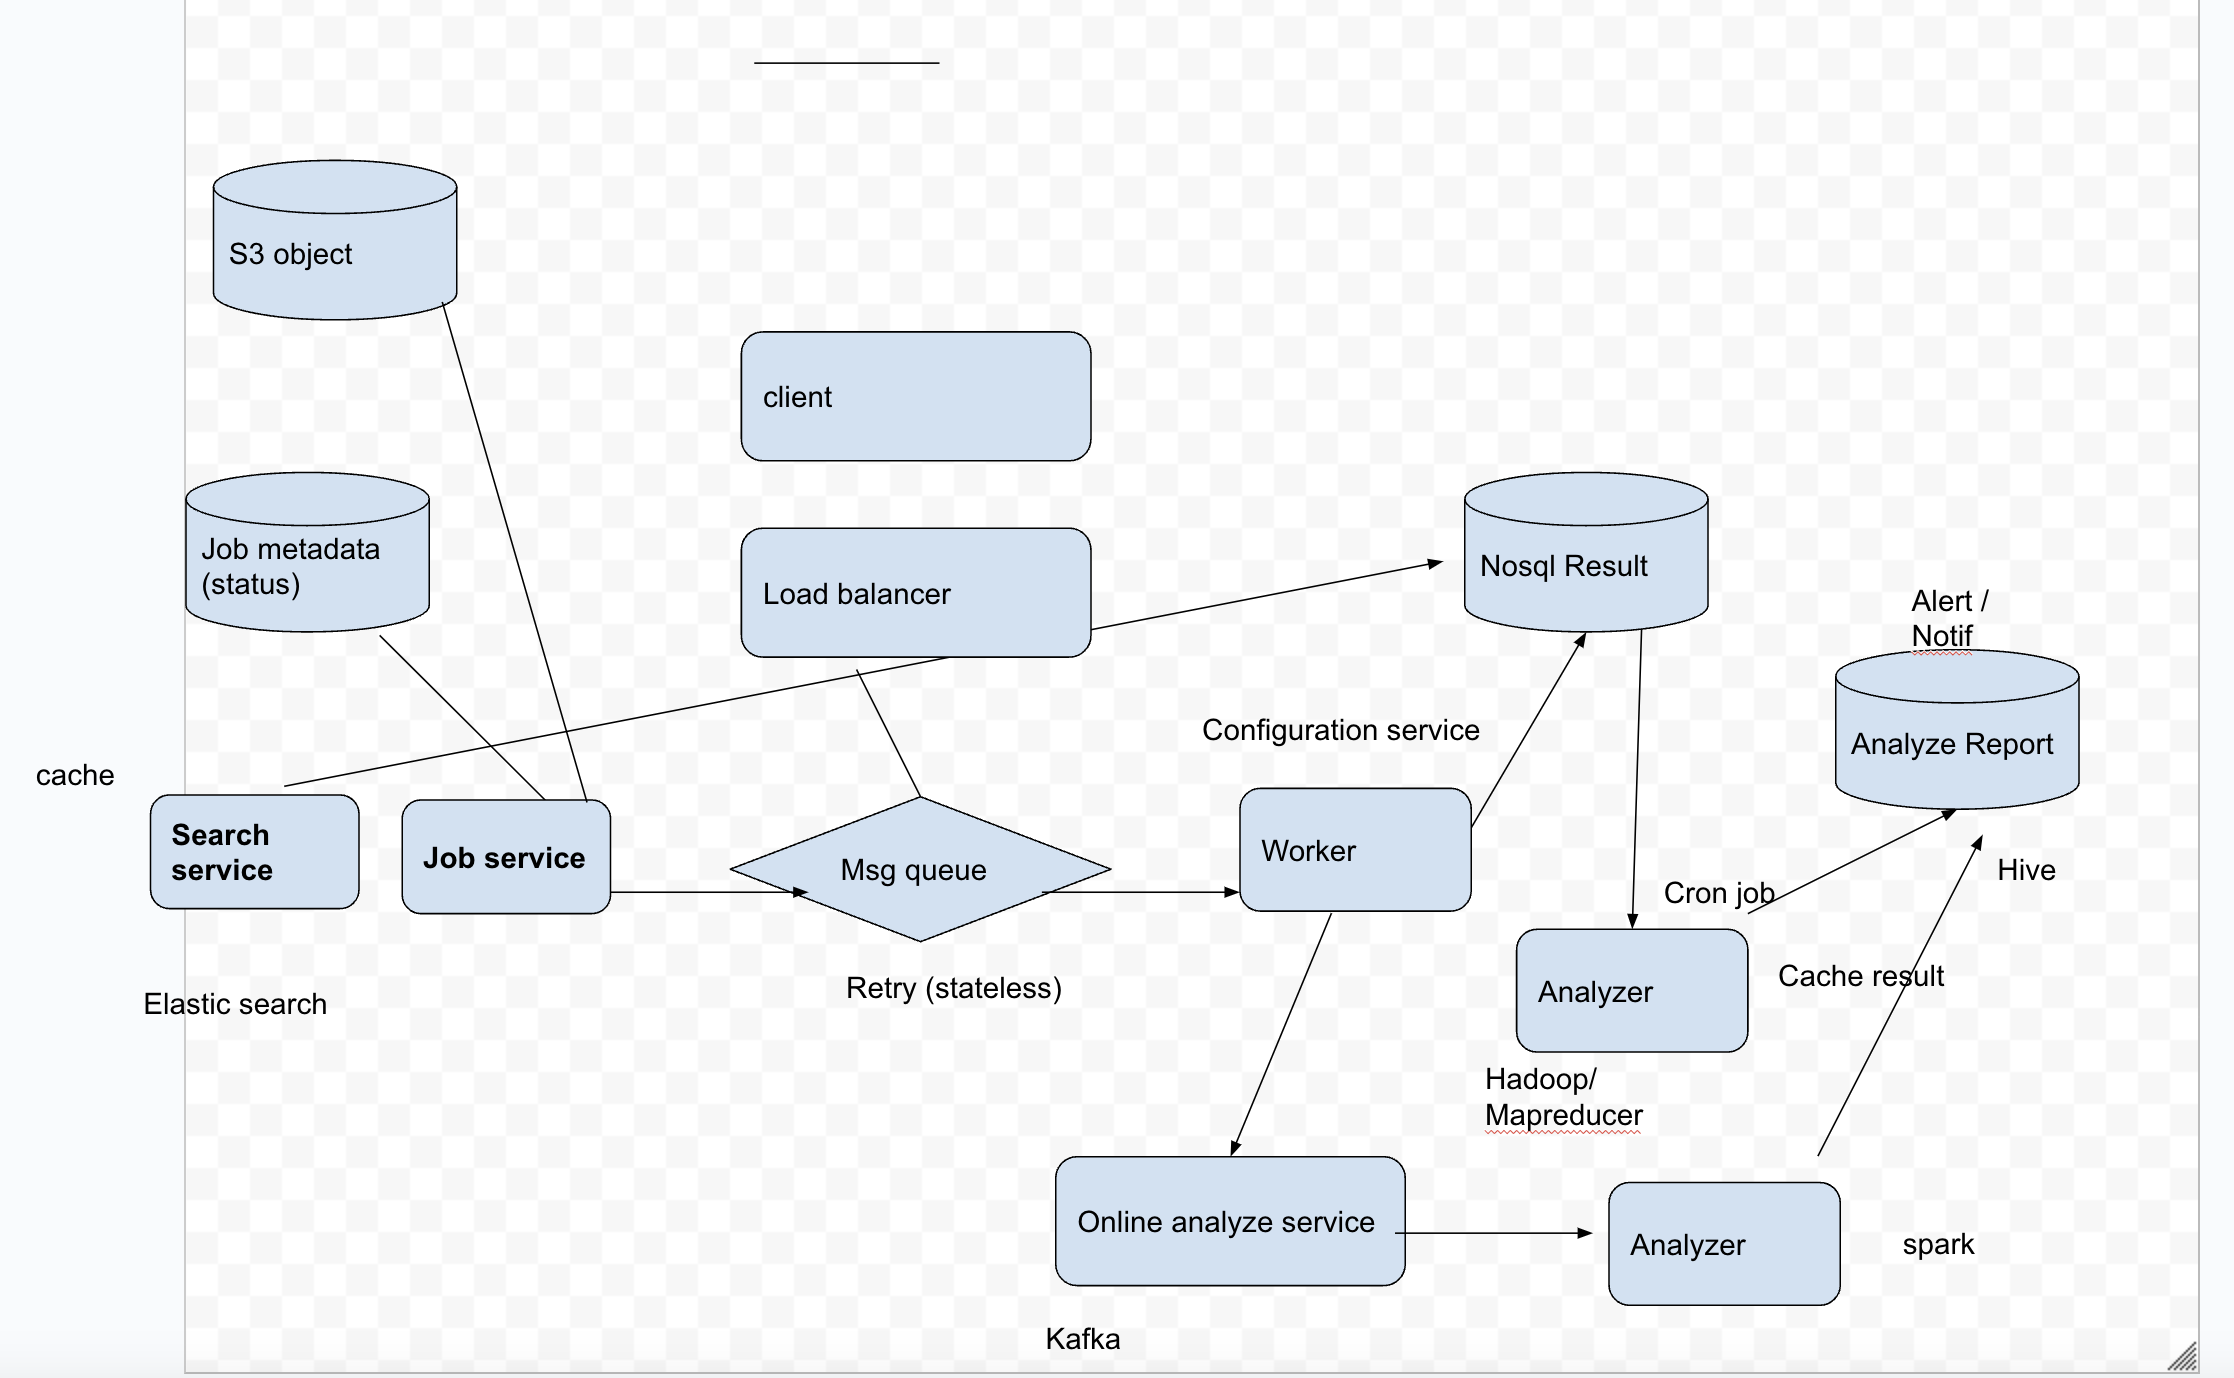 S3 object
client
Job metadata
(status)
Load balancer
Nosql Result
Alert /
Notif
Configuration service
Analyze Report
cache
Search
service
Job service
Msg queue
Worker
Hive
Cron job
Retry (stateless)
Analyzer
Cache result
Elastic search
Hadoop/
Mapreducer
Online analyze service
Analyzer
spark
Kafka